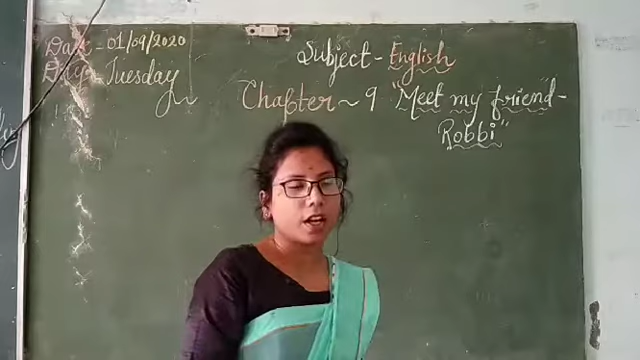 Date - 01/09/2020
Day - Tuesday
Subject - English
Chapter ~ 9 "Meet my friend -
Robbi"